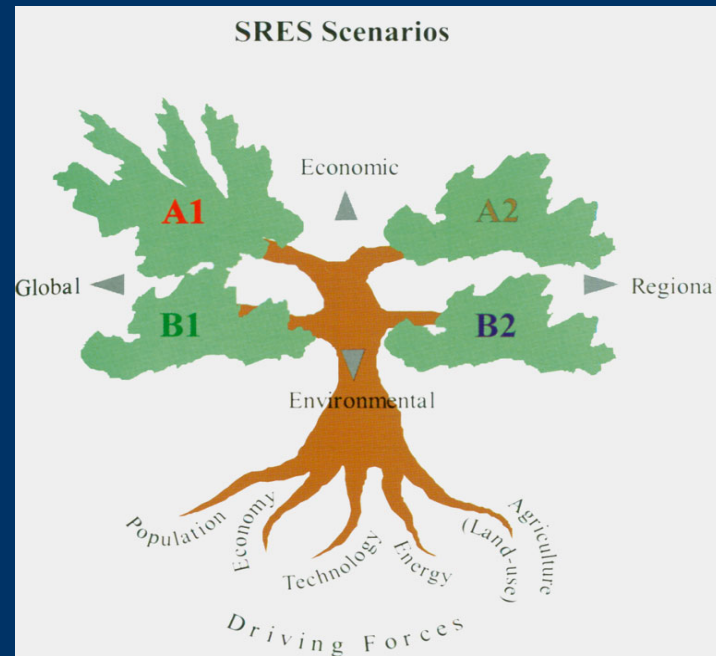 SRES Scenarios
Economic
A1
A2
Global
Regiona
B1
B2
Environmental
Population
Economy
Technology
Energy
Agriculture
(Land-use)
Driving Forces